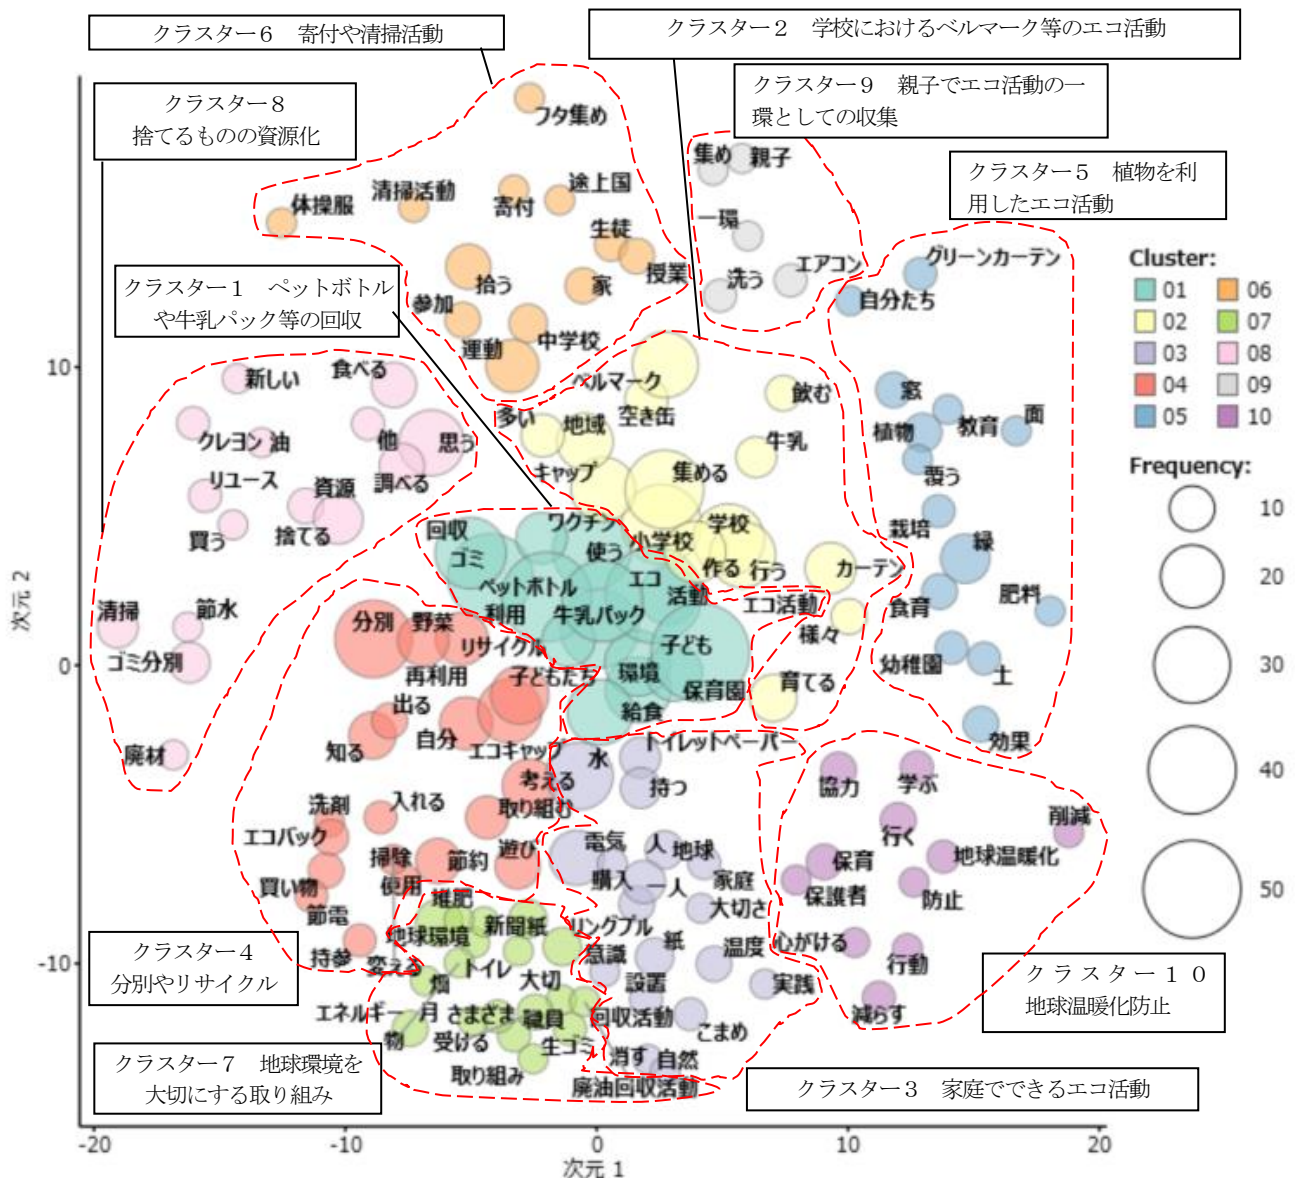 クラスター６　寄付や清掃活動
クラスター２　学校におけるベルマーク等のエコ活動
クラスター８
捨てるものの資源化
クラスター９　親子でエコ活動の一
環としての収集
クラスター５　植物を利
用したエコ活動
クラスター１　ペットボトル
や牛乳パック等の回収
フタ集め
集め
親子
体操服
清掃活動
寄付
途上国
一環
生徒
授業
洗う
エアコン
グリーンカーテン
自分たち
拾う
家
参加
運動
中学校
Cluster:
01
06
02
07
03
08
04
09
05
10
10
新しい
食べる
ベルマーク
空き缶
飲む
窓
面
クレヨン
油
他
思う
多い
地域
牛乳
植物
教育
リユース
資源
調べる
キャップ
集める
覆う
Frequency:
買う
捨てる
回収
ワクチン
学校
栽培
10
ゴミ
使う
小学校
緑
次元 2
ペットボトル
エコ
作る
行う
カーテン
20
清掃
節水
利用
牛乳パック
活動
エコ活動
食育
肥料
分別
野菜
リサイクル
子ども
様々
ゴミ分別
0
再利用
子どもたち
環境
保育園
育てる
幼稚園
土
30
出る
給食
廃材
知る
自分
エコキャップ
水
トイレットペーパー
効果
考える
持つ
協力
学ぶ
40
洗剤
入れる
取り組む
エコバック
行く
削減
掃除
節約
遊び
電気
人
地球
保育
地球温暖化
買い物
使用
購入
一人
家庭
保護者
防止
50
節電
堆肥
新聞紙
リングプル
大切さ
クラスター４
分別やリサイクル
地球環境
紙
温度
心がける
-10
持参
変える
トイレ
意識
行動
畑
大切
設置
実践
クラスター１０
地球温暖化防止
エネルギー
月
さまざま
職員
回収活動
こまめ
減らす
物
受ける
生ゴミ
消す
自然
クラスター７　地球環境を
大切にする取り組み
取り組み
廃油回収活動
クラスター３　家庭でできるエコ活動
-20
-10
0
10
20
次元 1